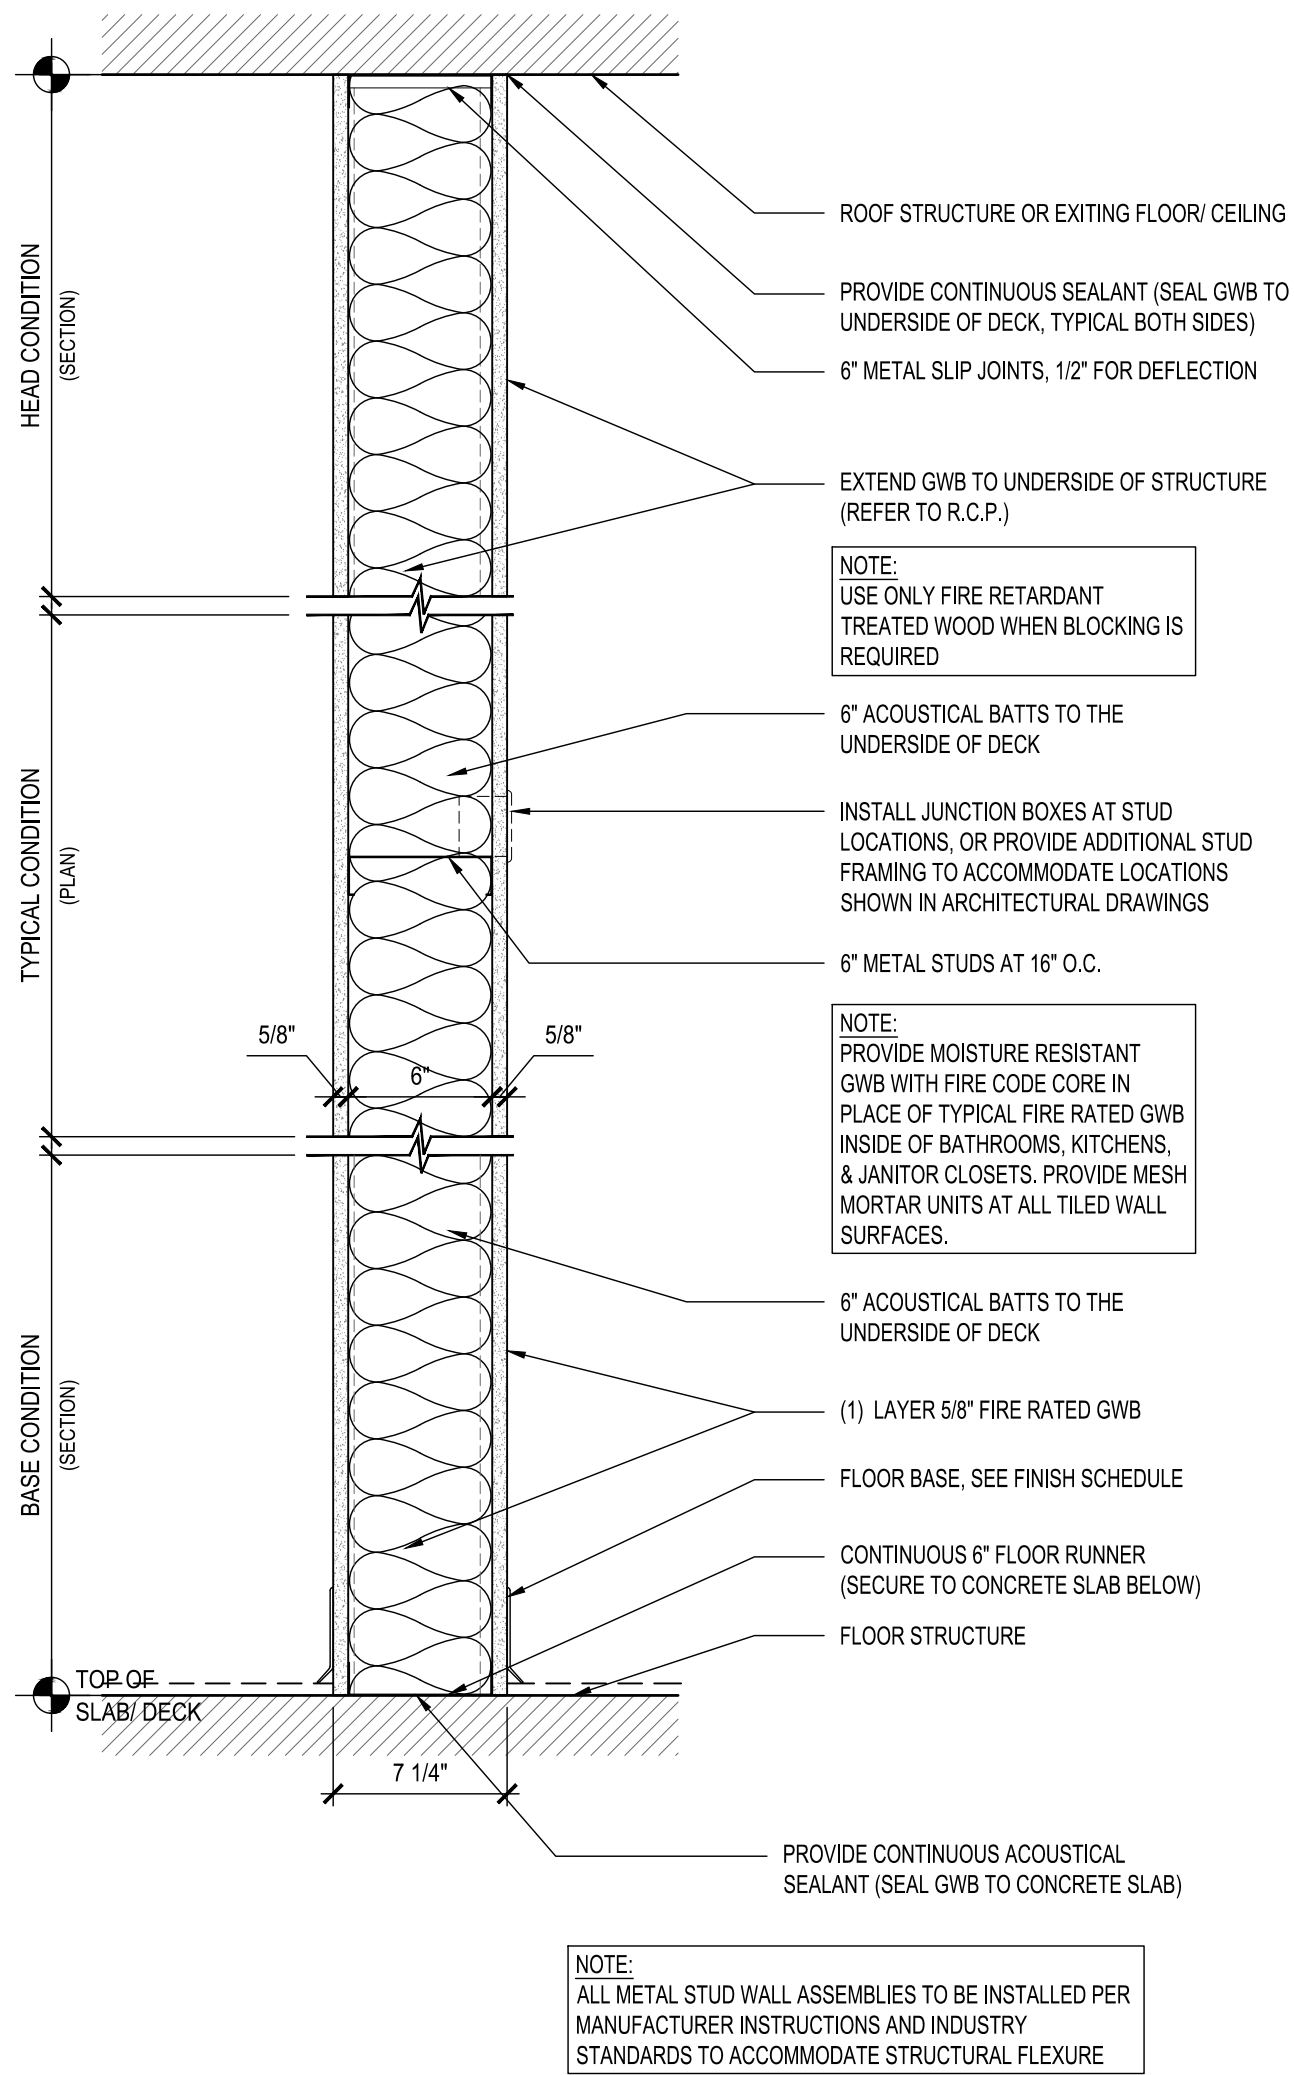 HEAD CONDITION
(SECTION)
ROOF STRUCTURE OR EXITING FLOOR/ CEILING
PROVIDE CONTINUOUS SEALANT (SEAL GWB TO
UNDERSIDE OF DECK, TYPICAL BOTH SIDES)
6" METAL SLIP JOINTS, 1/2" FOR DEFLECTION
EXTEND GWB TO UNDERSIDE OF STRUCTURE
(REFER TO R.C.P.)
NOTE:
USE ONLY FIRE RETARDANT
TREATED WOOD WHEN BLOCKING IS
REQUIRED
TYPICAL CONDITION
(PLAN)
6" ACOUSTICAL BATTS TO THE
UNDERSIDE OF DECK
INSTALL JUNCTION BOXES AT STUD
LOCATIONS, OR PROVIDE ADDITIONAL STUD
FRAMING TO ACCOMMODATE LOCATIONS
SHOWN IN ARCHITECTURAL DRAWINGS
6" METAL STUDS AT 16" O.C.
5/8"
6"
5/8"
NOTE:
PROVIDE MOISTURE RESISTANT
GWB WITH FIRE CODE CORE IN
PLACE OF TYPICAL FIRE RATED GWB
INSIDE OF BATHROOMS, KITCHENS,
& JANITOR CLOSETS. PROVIDE MESH
MORTAR UNITS AT ALL TILED WALL
SURFACES.
BASE CONDITION
(SECTION)
6" ACOUSTICAL BATTS TO THE
UNDERSIDE OF DECK
(1) LAYER 5/8" FIRE RATED GWB
FLOOR BASE, SEE FINISH SCHEDULE
CONTINUOUS 6" FLOOR RUNNER
(SECURE TO CONCRETE SLAB BELOW)
FLOOR STRUCTURE
TOP OF
SLAB/ DECK
7 1/4"
PROVIDE CONTINUOUS ACOUSTICAL
SEALANT (SEAL GWB TO CONCRETE SLAB)
NOTE:
ALL METAL STUD WALL ASSEMBLIES TO BE INSTALLED PER
MANUFACTURER INSTRUCTIONS AND INDUSTRY
STANDARDS TO ACCOMMODATE STRUCTURAL FLEXURE